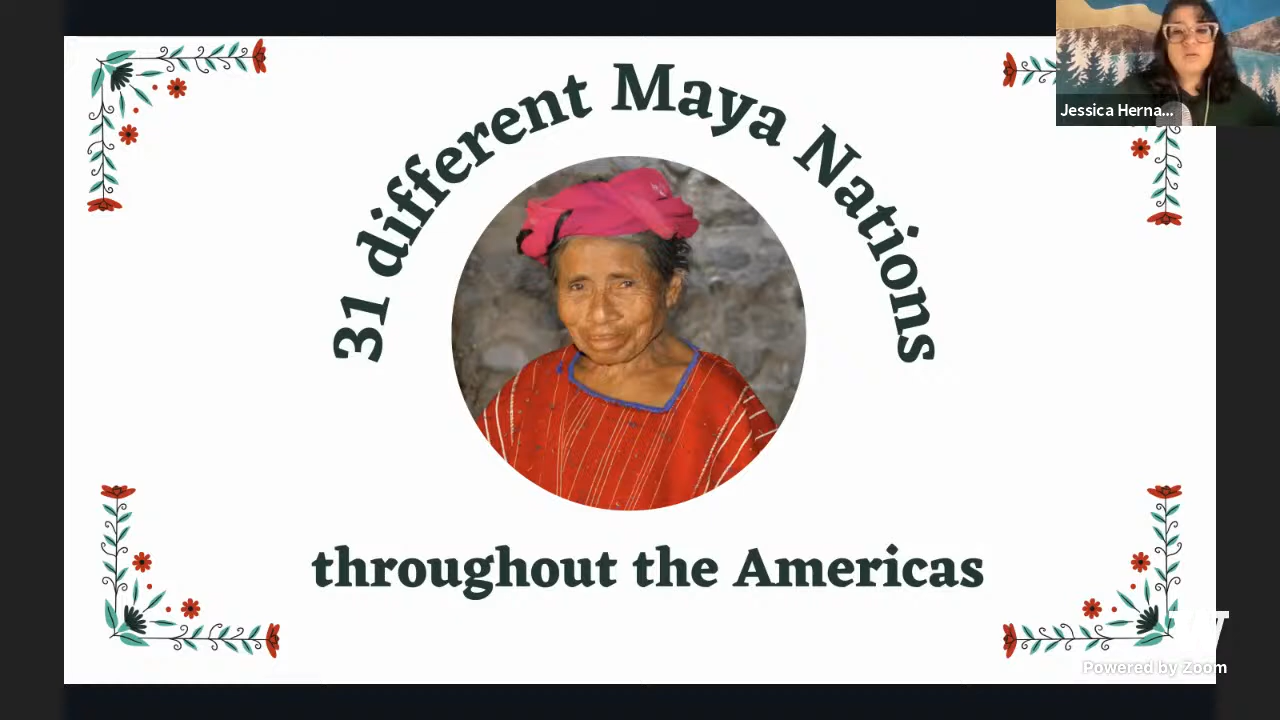 31 different Maya Nations
throughout the Americas
Jessica Herna...
W
Powered by Zoom